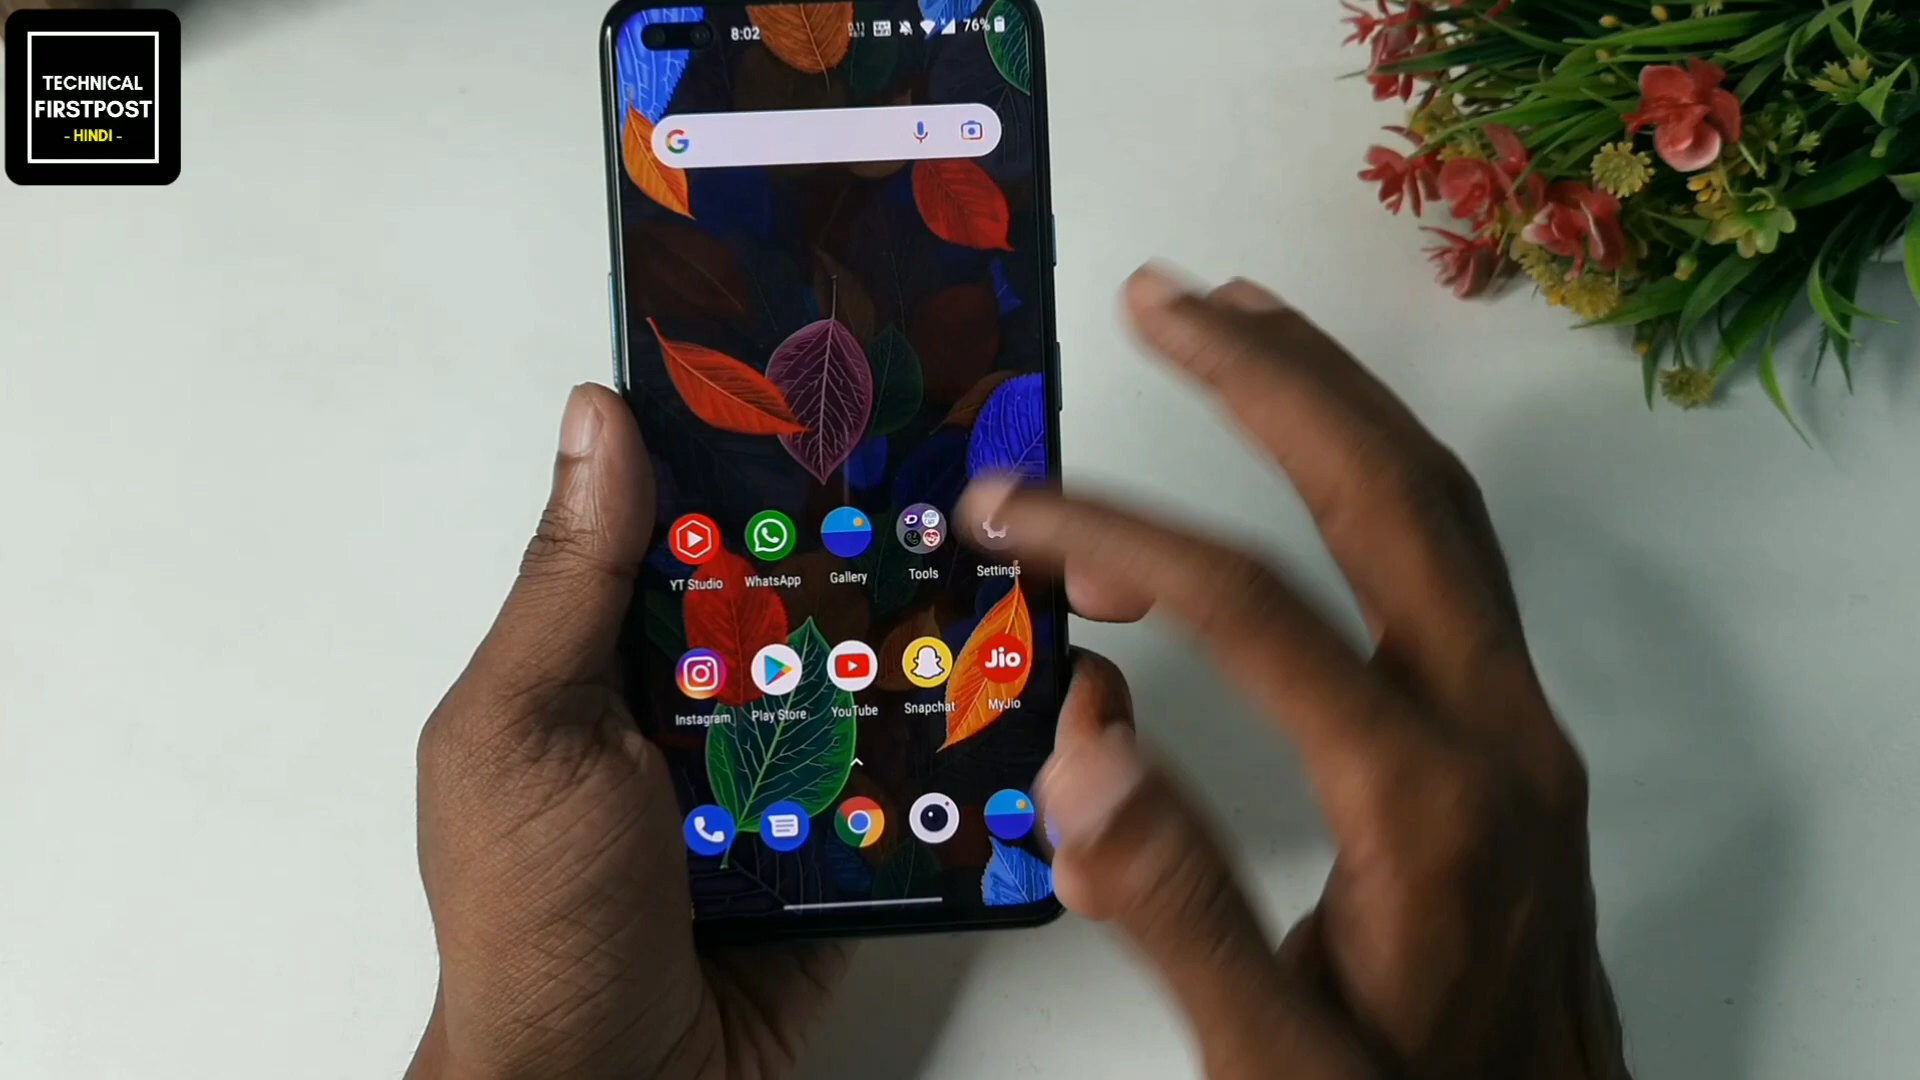 TECHNICAL
FIRSTPOST
- HINDI -
8:02
76%
YT Studio
WhatsApp
Gallery
Tools
Settings
Jio
Instagram
Play Store
YouTube
Snapchat
MyJio